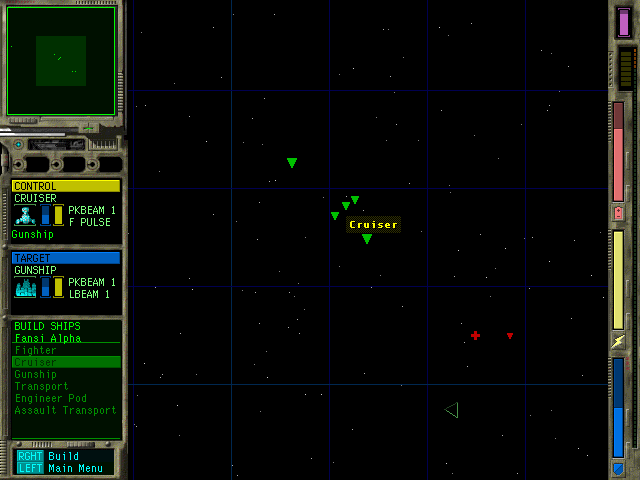 CONTROL
CRUISER
PKBEAM 1
F PULSE
Gunship
TARGET
GUNSHIP
PKBEAM 1
LBEAM 1
BUILD SHIPS
Fansi Alpha
Fighter
Cruiser
Gunship
Transport
Engineer Pod
Assault Transport
RGHT Build
LEFT Main Menu
Cruiser